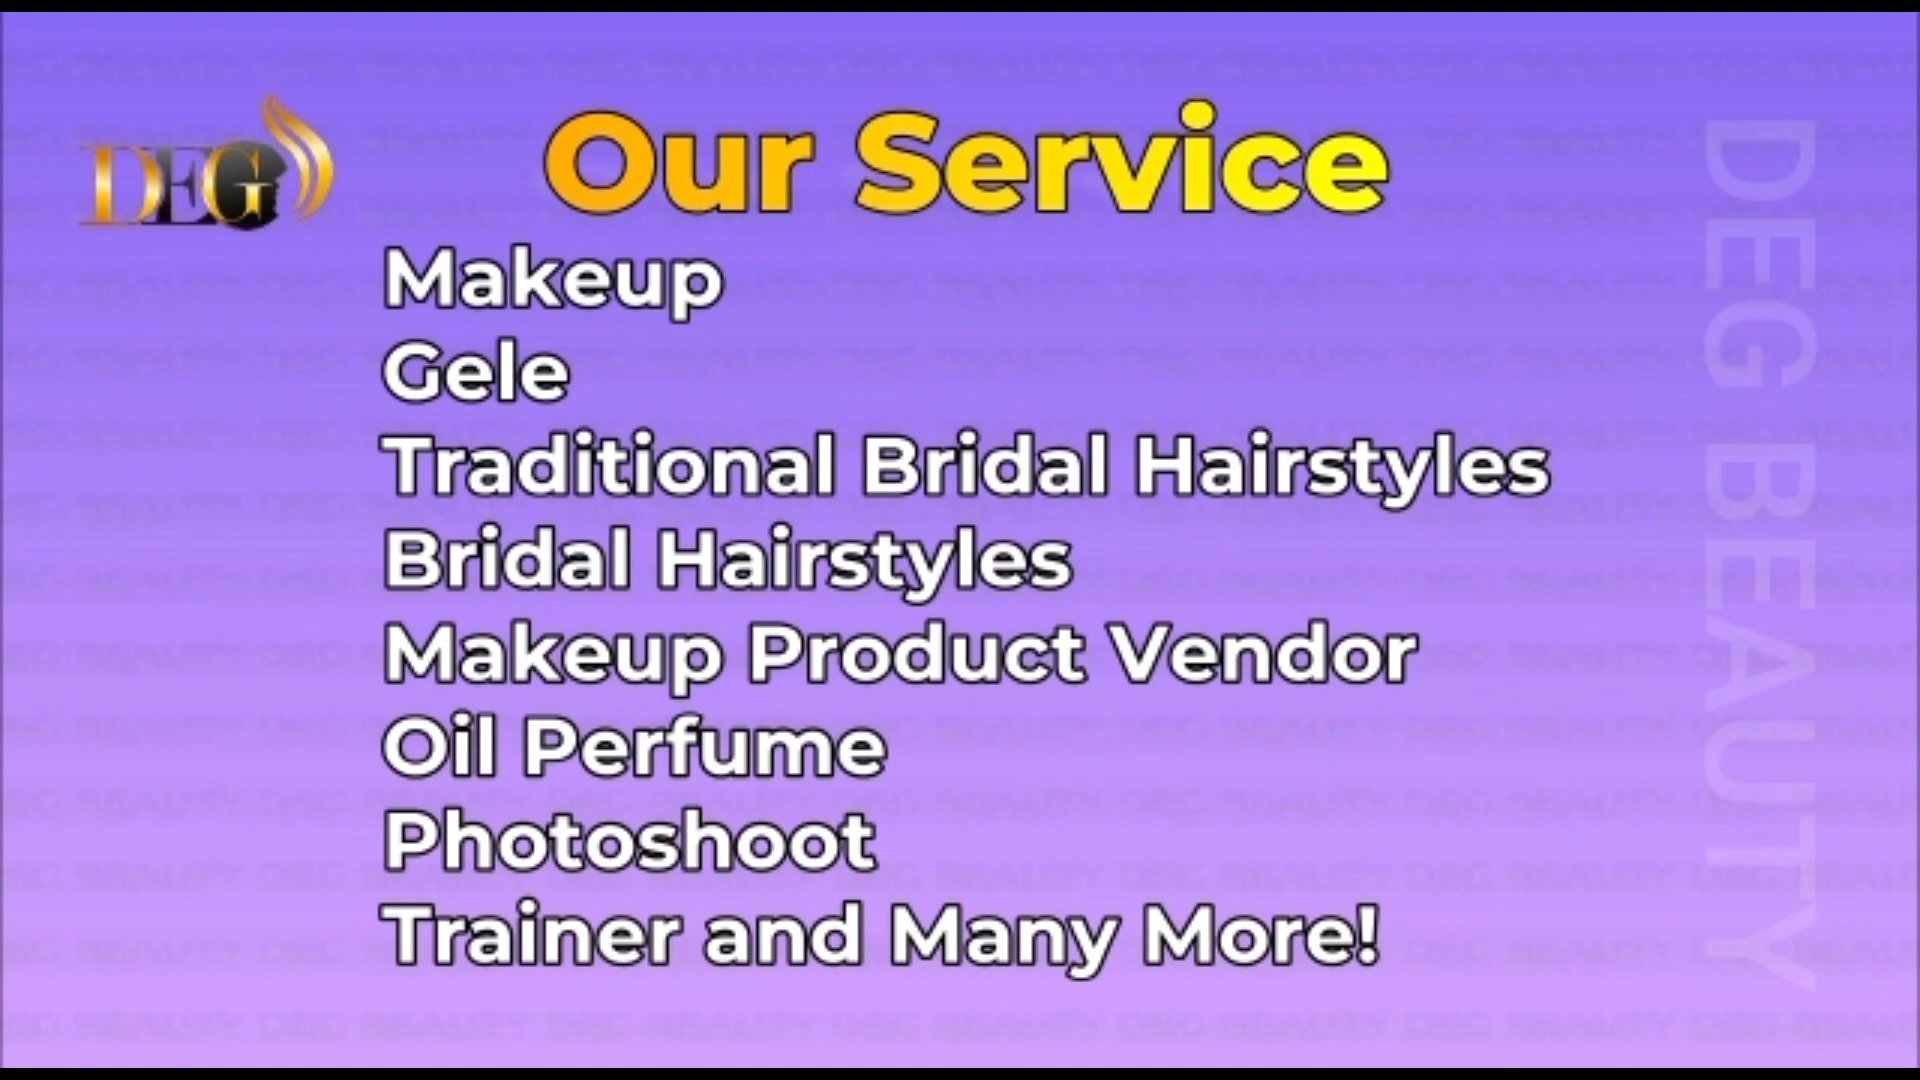 DEG
Our Service
Makeup
Gele
Traditional Bridal Hairstyles
Bridal Hairstyles
Makeup Product Vendor
Oil Perfume
Photoshoot
Trainer and Many More!
DEG BEAUTY